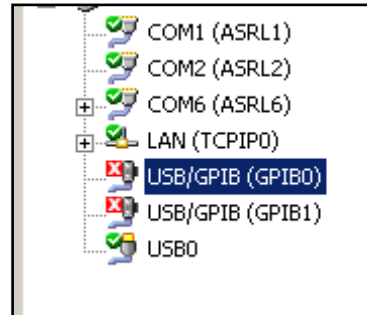 COM1 (ASRL1)
COM2 (ASRL2)
COM6 (ASRL6)
LAN (TCPIP0)
USB/GPIB (GPIB0)
USB/GPIB (GPIB1)
USB0